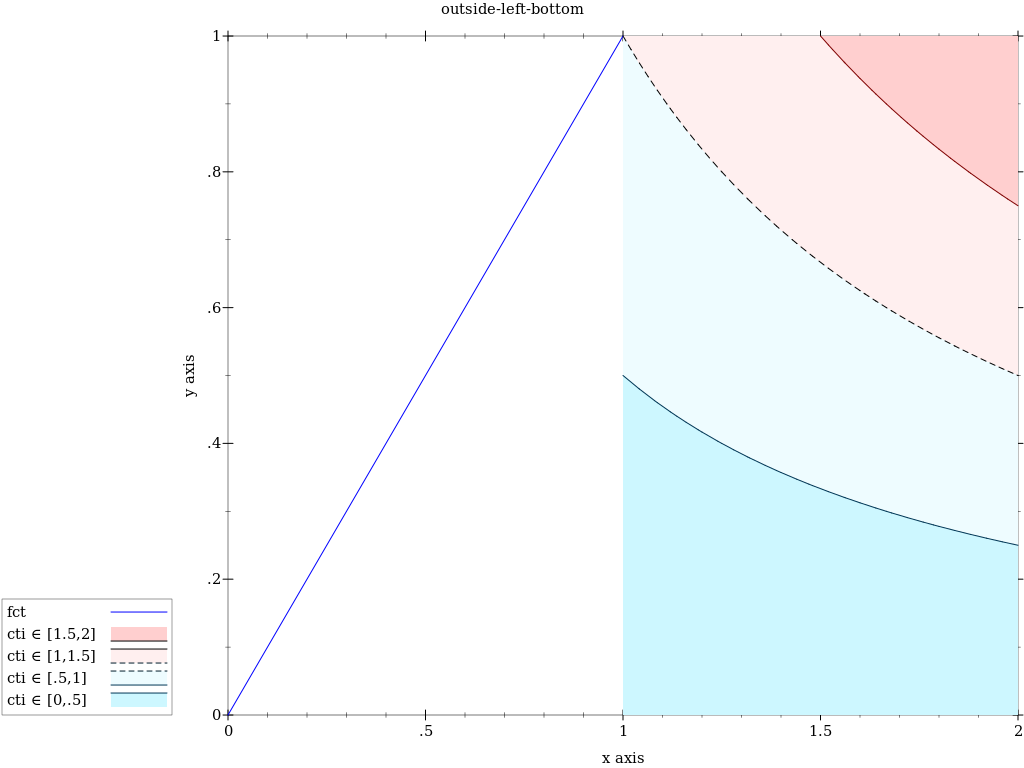 outside-left-bottom
1
.8
.6
.4
.2
0
y axis
0
.5
1
1.5
2
x axis
fct
cti ∈ [1.5,2]
cti ∈ [1,1.5]
cti ∈ [.5,1]
cti ∈ [0,.5]